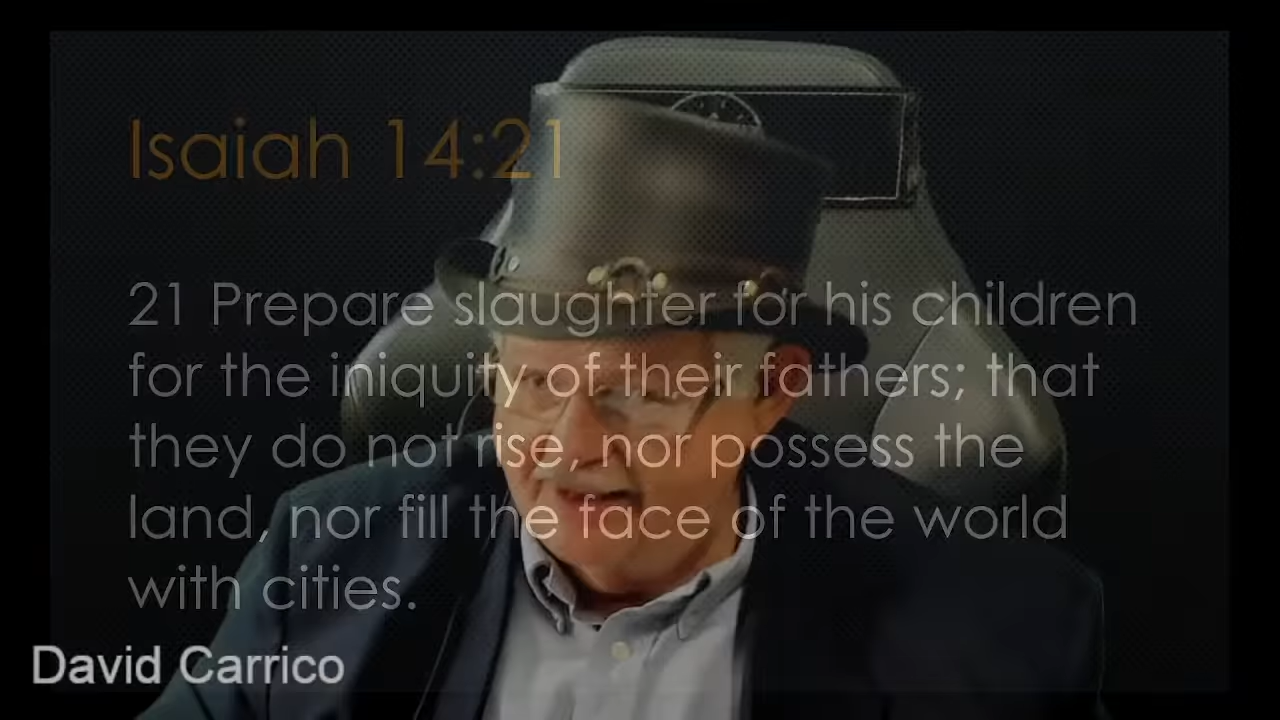 Isaiah 14:21
21 Prepare slaughter for his children
for the iniquity of their fathers; that
they do not rise, nor possess the
land, nor fill the face of the world
with cities.
David Carrico